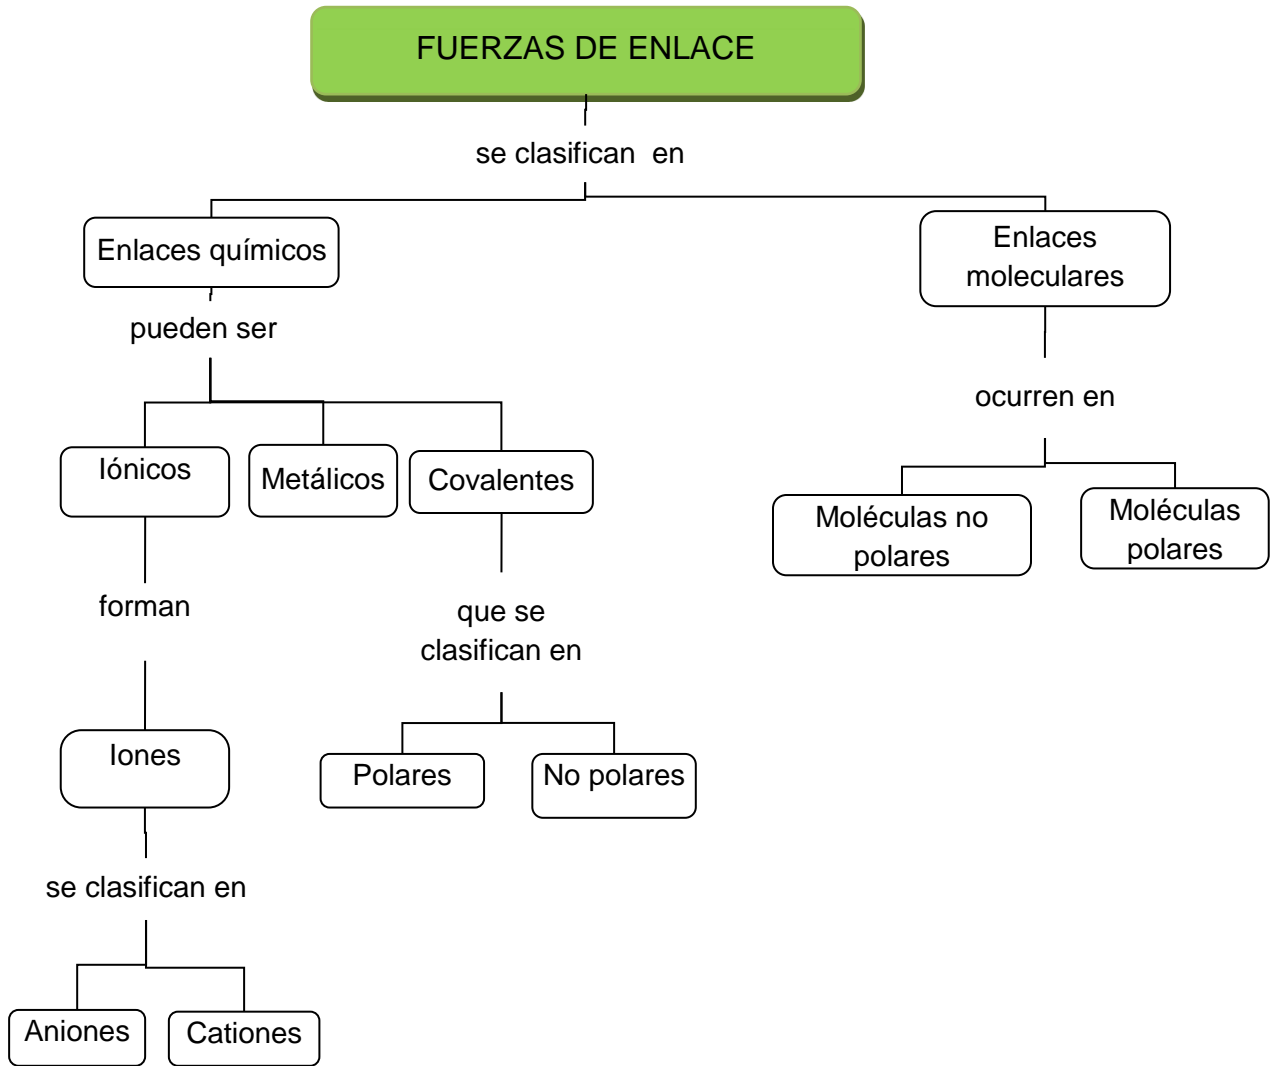 FUERZAS DE ENLACE
se clasifican en
Enlaces químicos
Enlaces
moleculares
pueden ser
ocurren en
Iónicos
Metálicos
Covalentes
Moléculas no
polares
Moléculas
polares
forman
que se
clasifican en
Iones
Polares
No polares
se clasifican en
Aniones
Cationes